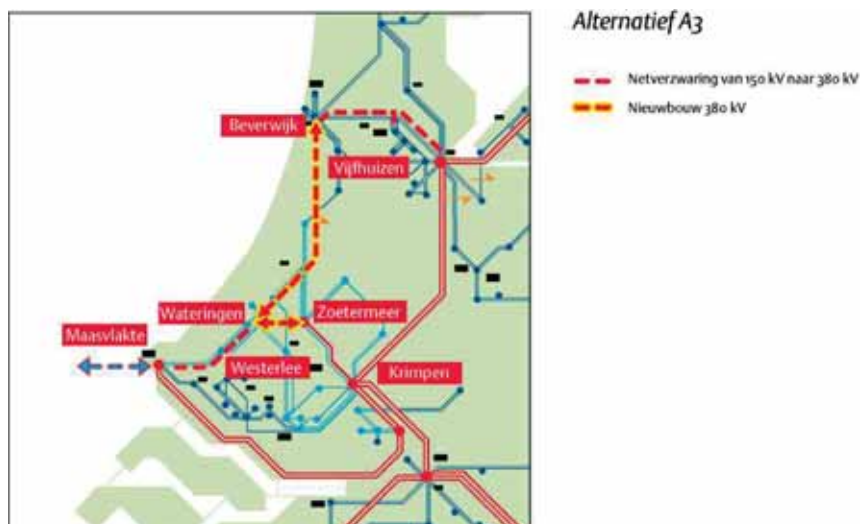 Alternatief A3
Netverzwaring van 150 kV naar 380 kV
Nieuwbouw 380 kV
Beverwijk
Vijfhuizen
Wateringen
Zoetermeer
Maasvlakte
Westerlee
Krimpen